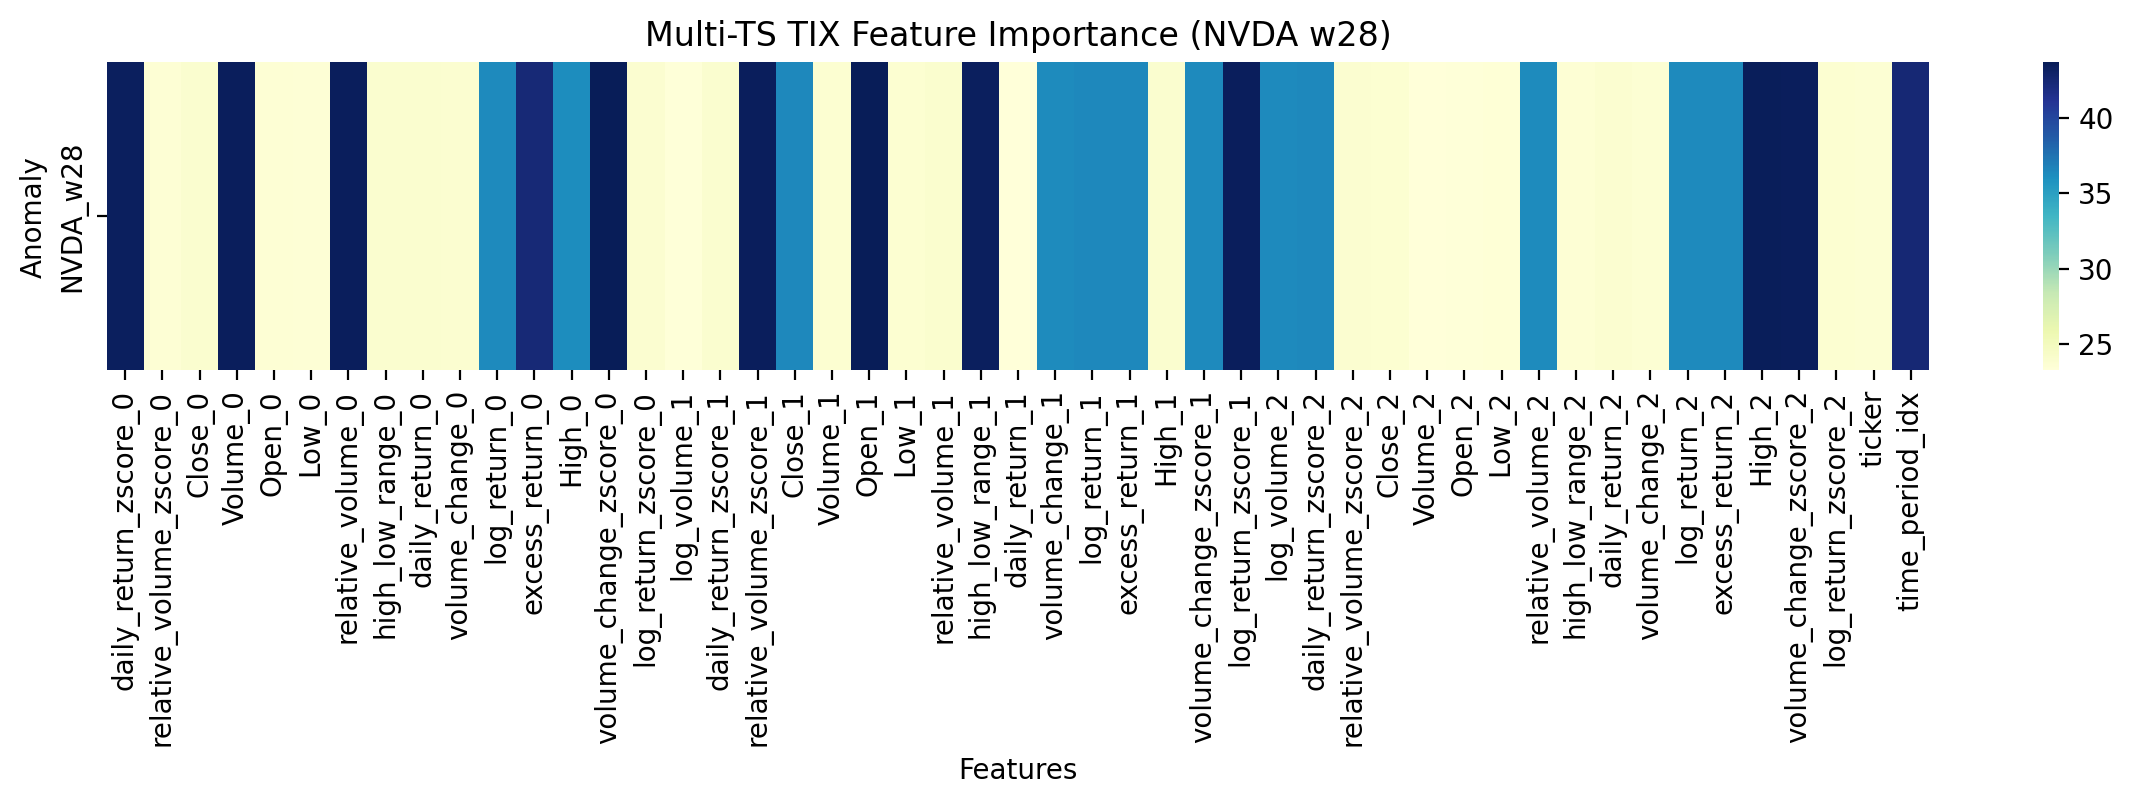 Multi-TS TIX Feature Importance (NVDA w28)
Anomaly
NVDA_w28
40
35
30
25
daily_return_zscore_0
relative_volume_zscore_0
Close_0
Volume_0
Open_0
Low_0
relative_volume_0
high_low_range_0
daily_return_0
volume_change_0
log_return_0
excess_return_0
High_0
volume_change_zscore_0
log_return_zscore_0
log_volume_1
daily_return_zscore_1
relative_volume_zscore_1
Close_1
Volume_1
Open_1
Low_1
relative_volume_1
high_low_range_1
daily_return_1
volume_change_1
log_return_1
excess_return_1
High_1
volume_change_zscore_1
log_return_zscore_1
log_volume_2
daily_return_zscore_2
relative_volume_zscore_2
Close_2
Volume_2
Open_2
Low_2
relative_volume_2
high_low_range_2
daily_return_2
volume_change_2
log_return_2
excess_return_2
High_2
volume_change_zscore_2
log_return_zscore_2
ticker
time_period_idx
Features